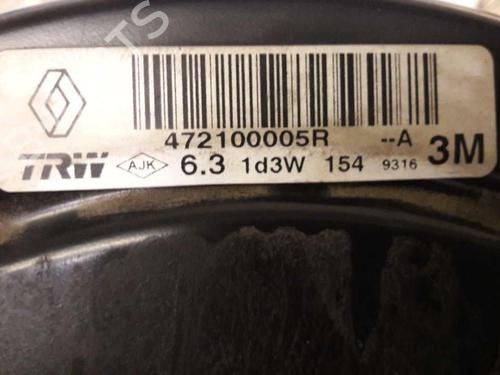 472100005R --A 3M
TRW AJK 6.3 1d3W 154 9316